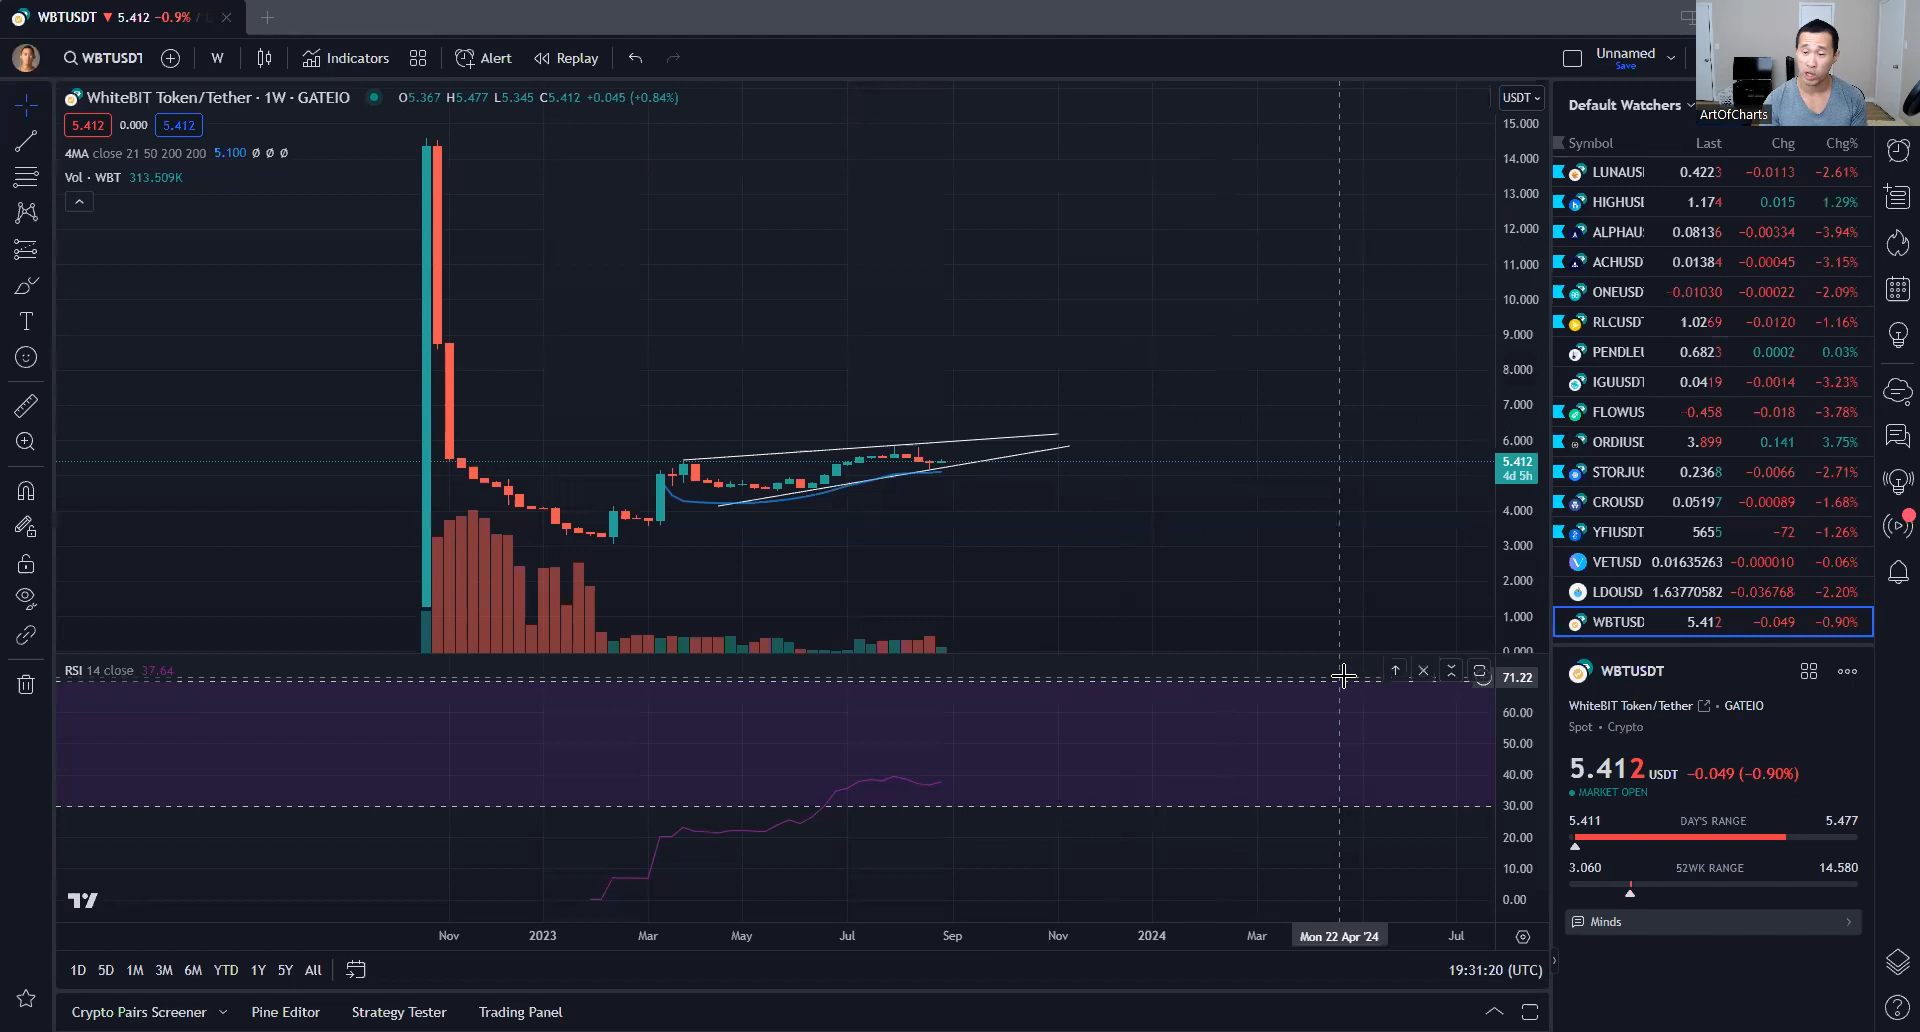 WBTUSDT ▼ 5.412 −0.9% /
WBTUSDT W Indicators Alert Replay Unnamed
Save
ArtOfCharts
WhiteBIT Token/Tether · 1W · GATEIO O5.367 H5.477 L5.345 C5.412 +0.045 (+0.84%)
5.412 0.000 5.412
4MA close 21 50 200 200 5.100 Ø Ø Ø
Vol · WBT 313.509K
USDT
15.000
14.000
13.000
12.000
11.000
10.000
9.000
8.000
7.000
6.000
5.412
4d 5h
4.000
3.000
2.000
1.000
0.000
RSI 14 close 37.64
71.22
60.00
50.00
40.00
30.00
20.00
10.00
0.00
Nov 2023 Mar May Jul Sep Nov 2024 Mar Mon 22 Apr '24 Jul
1D 5D 1M 3M 6M YTD 1Y 5Y All 19:31:20 (UTC)
Crypto Pairs Screener Pine Editor Strategy Tester Trading Panel
Default Watchers
Symbol Last Chg Chg%
LUNAUSI 0.4223 −0.0113 −2.61%
HIGHUSI 1.174 0.015 1.29%
ALPHAU 0.08136 −0.00334 −3.94%
ACHUSD 0.01384 −0.00045 −3.15%
ONEUSD 0.01030 −0.00022 −2.09%
RLCUSD 1.0269 −0.0120 −1.16%
PENDLEU 0.6823 0.0002 0.03%
IGUUSDT 0.0419 −0.0014 −3.23%
FLOWUS 0.458 −0.018 −3.78%
ORDIUSD 3.899 0.141 3.75%
STORJUS 0.2368 −0.0066 −2.71%
CROUSD 0.05197 −0.00089 −1.68%
YFIUSDT 5655 −72 −1.26%
VETUSD 0.01635263 −0.000010 −0.06%
LDOUSD 1.63770582 −0.036768 −2.20%
WBTUSD 5.412 −0.049 −0.90%
WBTUSDT
WhiteBIT Token/Tether • GATEIO
Spot • Crypto
5.412 USDT −0.049 (−0.90%)
MARKET OPEN
5.411 DAY'S RANGE 5.477
3.060 52WK RANGE 14.580
Minds